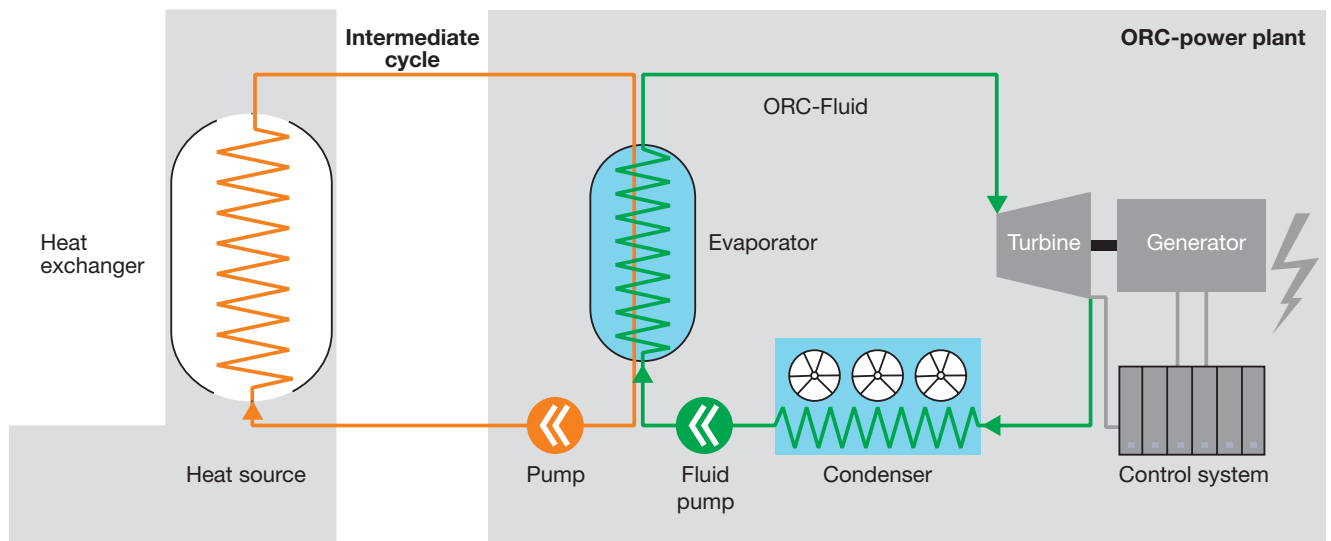 Intermediate
cycle
ORC-power plant
ORC-Fluid
Heat
exchanger
Evaporator
Turbine
Generator
Heat source
Pump
Fluid
pump
Condenser
Control system